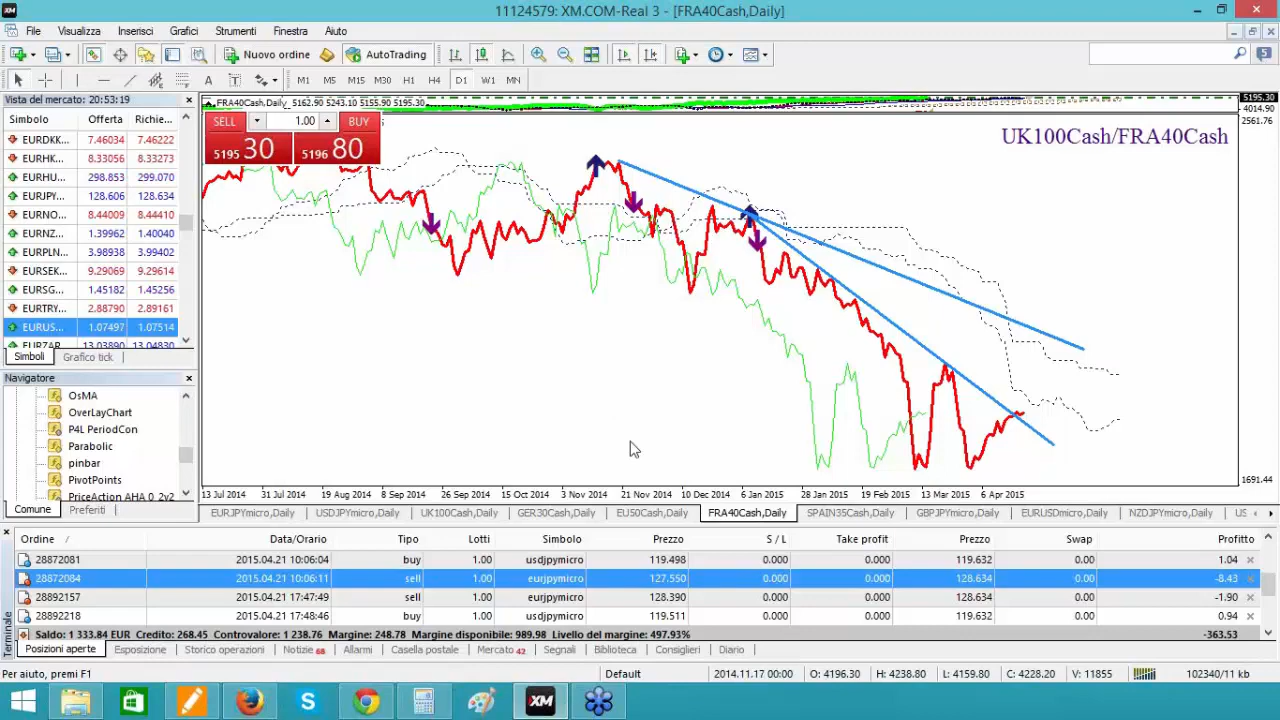 11124579: XM.COM-Real 3 - [FRA40Cash,Daily]
File Visualizza Inserisci Grafici Strumenti Finestra Aiuto
Nuovo ordine AutoTrading 5
A T M1 M5 M15 M30 H1 H4 D1 W1 MN
Vista del mercato: 20:53:19
Simbolo Offerta Richie...
EURDKK... 7.46034 7.46222
EURHK... 8.33056 8.33273
EURHU... 298.853 299.053
EURJPY... 128.606 128.634
EURNO... 8.44009 8.44410
EURNZ... 1.39962 1.40040
EURPLN... 3.98938 3.99402
EURSEK... 9.29069 9.29614
EURSG... 1.45182 1.45256
EURTRY... 2.88790 2.89161
EURUS... 1.07497 1.07514
EURZAR 13.03890 13.04830
Simboli Grafico tick
Navigatore
OsMA
OverLayChart
P4L PeriodCon
Parabolic
pinbar
PivotPoints
PriceAction AHA 0_2v2
Comune Preferiti
FRA40Cash,Daily 5162.90 5243.10 5155.90 5195.30
SELL 1.00 BUY
5195 30 5196 80
UK100Cash/FRA40Cash
5195.30
4014.90
2561.76
1691.44
13 Jul 2014 31 Jul 2014 19 Aug 2014 8 Sep 2014 26 Sep 2014 15 Oct 2014 3 Nov 2014 21 Nov 2014 10 Dec 2014 6 Jan 2015 28 Jan 2015 19 Feb 2015 13 Mar 2015 6 Apr 2015
EURJPYmicro,Daily USDJPYmicro,Daily UK100Cash,Daily GER30Cash,Daily EU50Cash,Daily FRA40Cash,Daily SPAIN35Cash,Daily GBPJPYmicro,Daily EURUSDmicro,Daily NZDJPYmicro,Daily US
Ordine / Data/Orario Tipo Lotti Simbolo Prezzo S / L Take profit Prezzo Swap Profitto
28872081 2015.04.21 10:06:04 buy 1.00 usdjpymicro 119.498 0.000 0.000 119.632 0.00 1.04
28872084 2015.04.21 10:06:11 sell 1.00 eurjpymicro 127.550 0.000 0.000 128.634 0.00 -8.43
28892157 2015.04.21 17:47:49 sell 1.00 eurjpymicro 128.390 0.000 0.000 128.634 0.00 -1.90
28892218 2015.04.21 17:48:46 buy 1.00 usdjpymicro 119.511 0.000 0.000 119.632 0.00 0.94
Saldo: 1 333.84 EUR Credito: 268.45 Controvalore: 1 238.76 Margine: 248.78 Margine disponibile: 989.98 Livello del margine: 497.93% -363.53
Terminale
Posizioni aperte Esposizione Storico operazioni Notizie 68 Allarmi Casella postale Mercato 42 Segnali Biblioteca Consiglieri Diario
Per aiuto, premi F1 Default 2014.11.17 00:00 O: 4196.30 H: 4238.80 L: 4159.80 C: 4228.20 V: 11855 102340/11 kb
XM